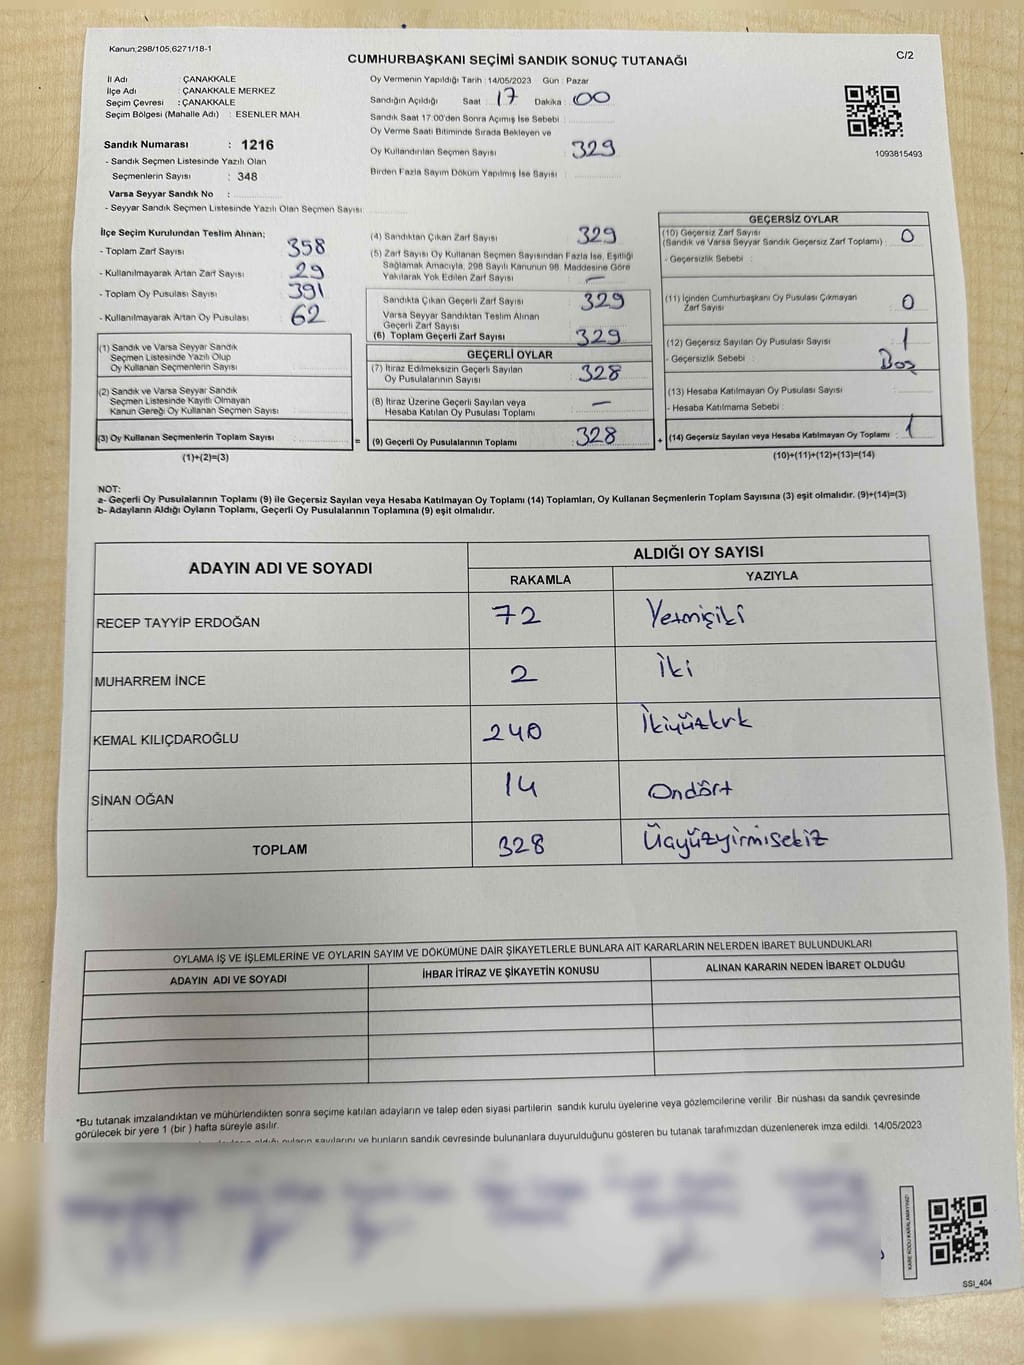 Kanun,298/105,6271/18-1
CUMHURBAŞKANI SEÇİMİ SANDIK SONUÇ TUTANAĞI
C/2
İl Adı : ÇANAKKALE
İlçe Adı : ÇANAKKALE MERKEZ
Seçim Çevresi : ÇANAKKALE
Seçim Bölgesi (Mahalle Adı) : ESENLER MAH.
Sandık Numarası : 1216
- Sandık Seçmen Listesinde Yazılı Olan
Seçmenlerin Sayısı : 348
Varsa Seyyar Sandık No :
- Seyyar Sandık Seçmen Listesinde Yazılı Olan Seçmen Sayısı:
Oy Vermenin Yapıldığı Tarih :14/05/2023 Gün : Pazar
Sandığın Açıldığı Saat : 17 Dakika : 00
Sandık Saat 17:00'den Sonra Açımış İse Sebebi :
Oy Verme Saati Bitiminde Sırada Bekleyen ve
Oy Kullandırılan Seçmen Sayısı : 329
Birden Fazla Sayım Döküm Yapılmış İse Sayısı :
1093815493
İlçe Seçim Kurulundan Teslim Alınan;
- Toplam Zarf Sayısı : 358
- Kullanılmayarak Artan Zarf Sayısı : 29
- Toplam Oy Pusulası Sayısı : 391
- Kullanılmayarak Artan Oy Pusulası : 62
(1) Sandık ve Varsa Seyyar Sandık
Seçmen Listesinde Yazılı Olup
Oy Kullanan Seçmenlerin Sayısı :
(2) Sandık ve Varsa Seyyar Sandık
Seçmen Listesinde Kayıtlı Olmayan
Kanun Gereği Oy Kullanan Seçmen Sayısı :
(3) Oy Kullanan Seçmenlerin Toplam Sayısı :
(1)+(2)=(3)
=
(4) Sandıktan Çıkan Zarf Sayısı : 329
(5) Zarf Sayısı Oy Kullanan Seçmen Sayısından Fazla İse, Eşitliği
Sağlamak Amacıyla, 298 Sayılı Kanunun 98. Maddesine Göre
Yakılarak Yok Edilen Zarf Sayısı : —
Sandıkta Çıkan Geçerli Zarf Sayısı : 329
Varsa Seyyar Sandıktan Teslim Alınan
Geçerli Zarf Sayısı :
(6) Toplam Geçerli Zarf Sayısı : 329
GEÇERLİ OYLAR
(7) İtiraz Edilmeksizin Geçerli Sayılan
Oy Pusulalarının Sayısı : 328
(8) İtiraz Üzerine Geçerli Sayılan veya
Hesaba Katılan Oy Pusulası Toplamı : —
(9) Geçerli Oy Pusulalarının Toplamı : 328
+
GEÇERSİZ OYLAR
(10) Geçersiz Zarf Sayısı
(Sandık ve Varsa Seyyar Sandık Geçersiz Zarf Toplamı) : 0
- Geçersizlik Sebebi :
(11) İçinden Cumhurbaşkanı Oy Pusulası Çıkmayan
Zarf Sayısı : 0
(12) Geçersiz Sayılan Oy Pusulası Sayısı : 1
- Geçersizlik Sebebi : Boş
(13) Hesaba Katılmayan Oy Pusulası Sayısı :
- Hesaba Katılmama Sebebi :
(14) Geçersiz Sayılan veya Hesaba Katılmayan Oy Toplamı : 1
(10)+(11)+(12)+(13)=(14)
NOT:
a- Geçerli Oy Pusulalarının Toplamı (9) ile Geçersiz Sayılan veya Hesaba Katılmayan Oy Toplamı (14) Toplamları, Oy Kullanan Seçmenlerin Toplam Sayısına (3) eşit olmalıdır. (9)+(14)=(3)
b- Adayların Aldığı Oyların Toplamı, Geçerli Oy Pusulalarının Toplamına (9) eşit olmalıdır.
ADAYIN ADI VE SOYADI ALDIĞI OY SAYISI
RAKAMLA YAZIYLA
RECEP TAYYİP ERDOĞAN 72 Yetmişiki
MUHARREM İNCE 2 İki
KEMAL KILIÇDAROĞLU 240 İkiyüzkırk
SİNAN OĞAN 14 Ondört
TOPLAM 328 Üçyüzyirmisekiz
OYLAMA İŞ VE İŞLEMLERİNE VE OYLARIN SAYIM VE DÖKÜMÜNE DAİR ŞİKAYETLERLE BUNLARA AİT KARARLARIN NELERDEN İBARET BULUNDUKLARI
ADAYIN ADI VE SOYADI İHBAR İTİRAZ VE ŞİKAYETİN KONUSU ALINAN KARARIN NEDEN İBARET OLDUĞU
*Bu tutanak imzalandıktan ve mühürlendikten sonra seçime katılan adayların ve talep eden siyasi partilerin sandık kurulu üyelerine veya gözlemcilerine verilir .Bir nüshası da sandık çevresinde
görülecek bir yere 1 (bir ) hafta süreyle asılır.
aldığı oyların sayılarını ve bunların sandık çevresinde bulunanlara duyurulduğunu gösteren bu tutanak tarafımızdan düzenlenerek imza edildi. 14/05/2023
KARE KODU KARALAMAYINIZ!
SSI_404